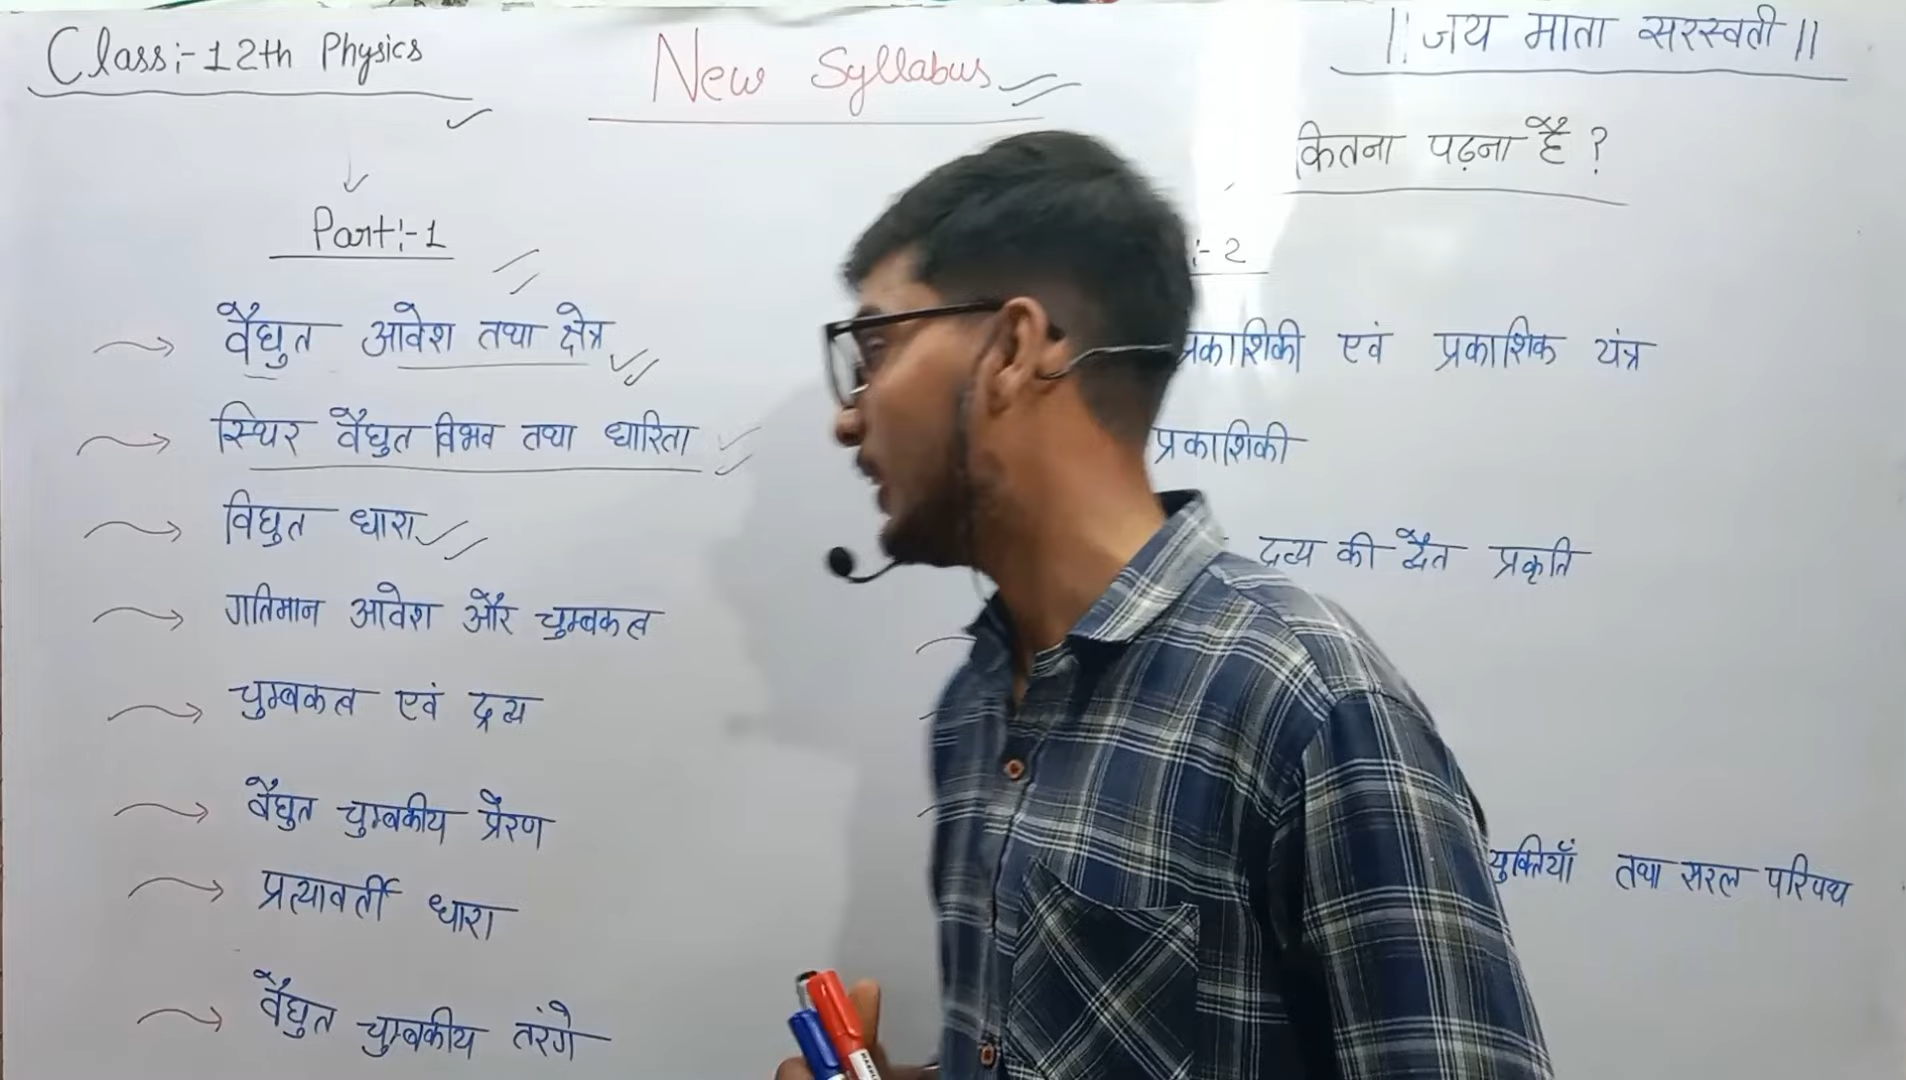 Class:-12th Physics
New Syllabus
|| जय माता सरस्वती ||
कितना पढ़ना है ?
Part:-1
:- 2
वैद्युत आवेश तथा क्षेत्र
स्थिर वैद्युत विभव तथा धारिता
विद्युत धारा
गतिमान आवेश और चुम्बकत्व
चुम्बकत्व एवं द्रव्य
वैद्युत चुम्बकीय प्रेरण
प्रत्यावर्ती धारा
वैद्युत चुम्बकीय तरंगे
प्रकाशिकी एवं प्रकाशिक यंत्र
प्रकाशिकी
द्रव्य की द्वैत प्रकृति
युक्तियाँ तथा सरल परिपथ